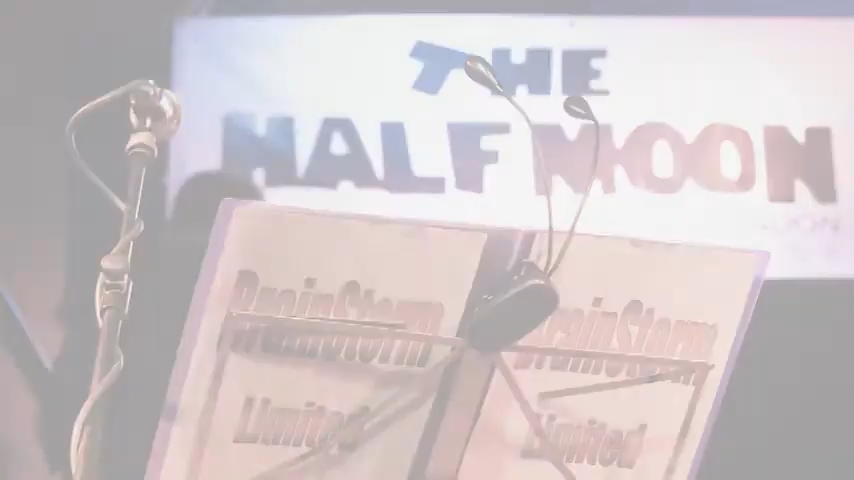 THE
HALF MOON
BrainStorm
Limited
BrainStorm
Limited